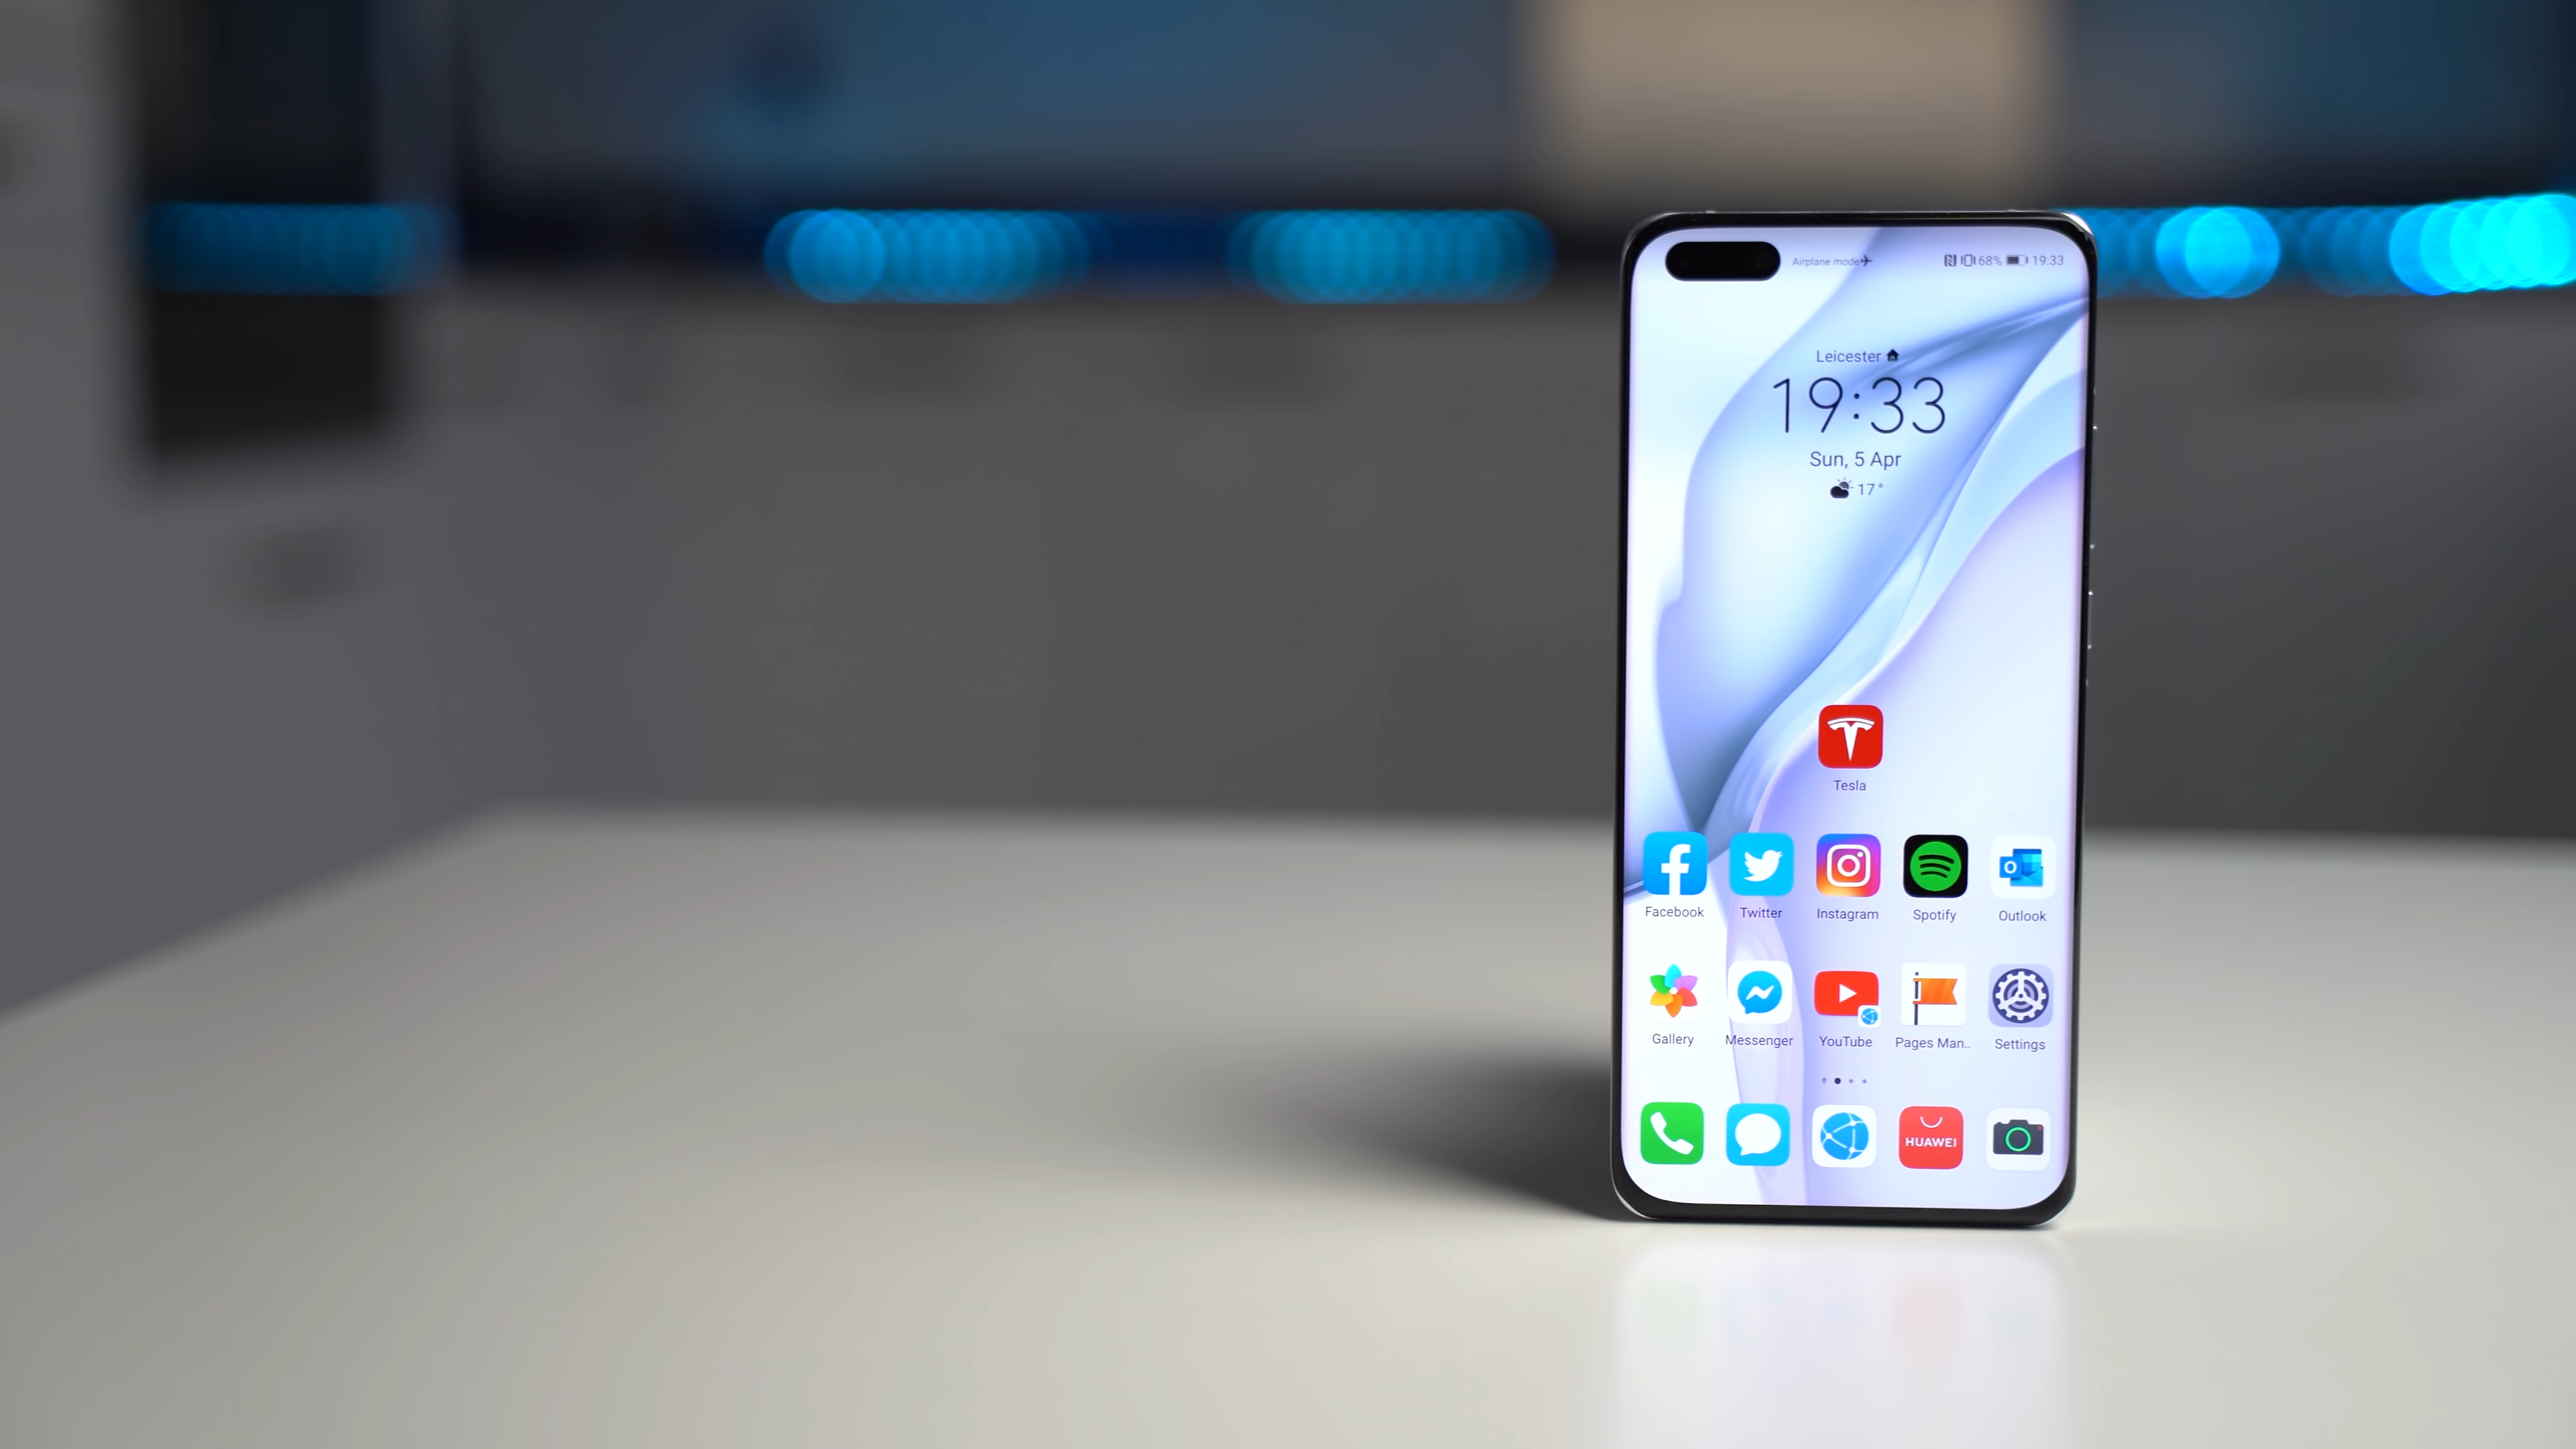 Airplane mode 68% 19:33
Leicester
19:33
Sun, 5 Apr
17°
Tesla
Facebook Twitter Instagram Spotify Outlook
Gallery Messenger YouTube Pages Man.. Settings
HUAWEI